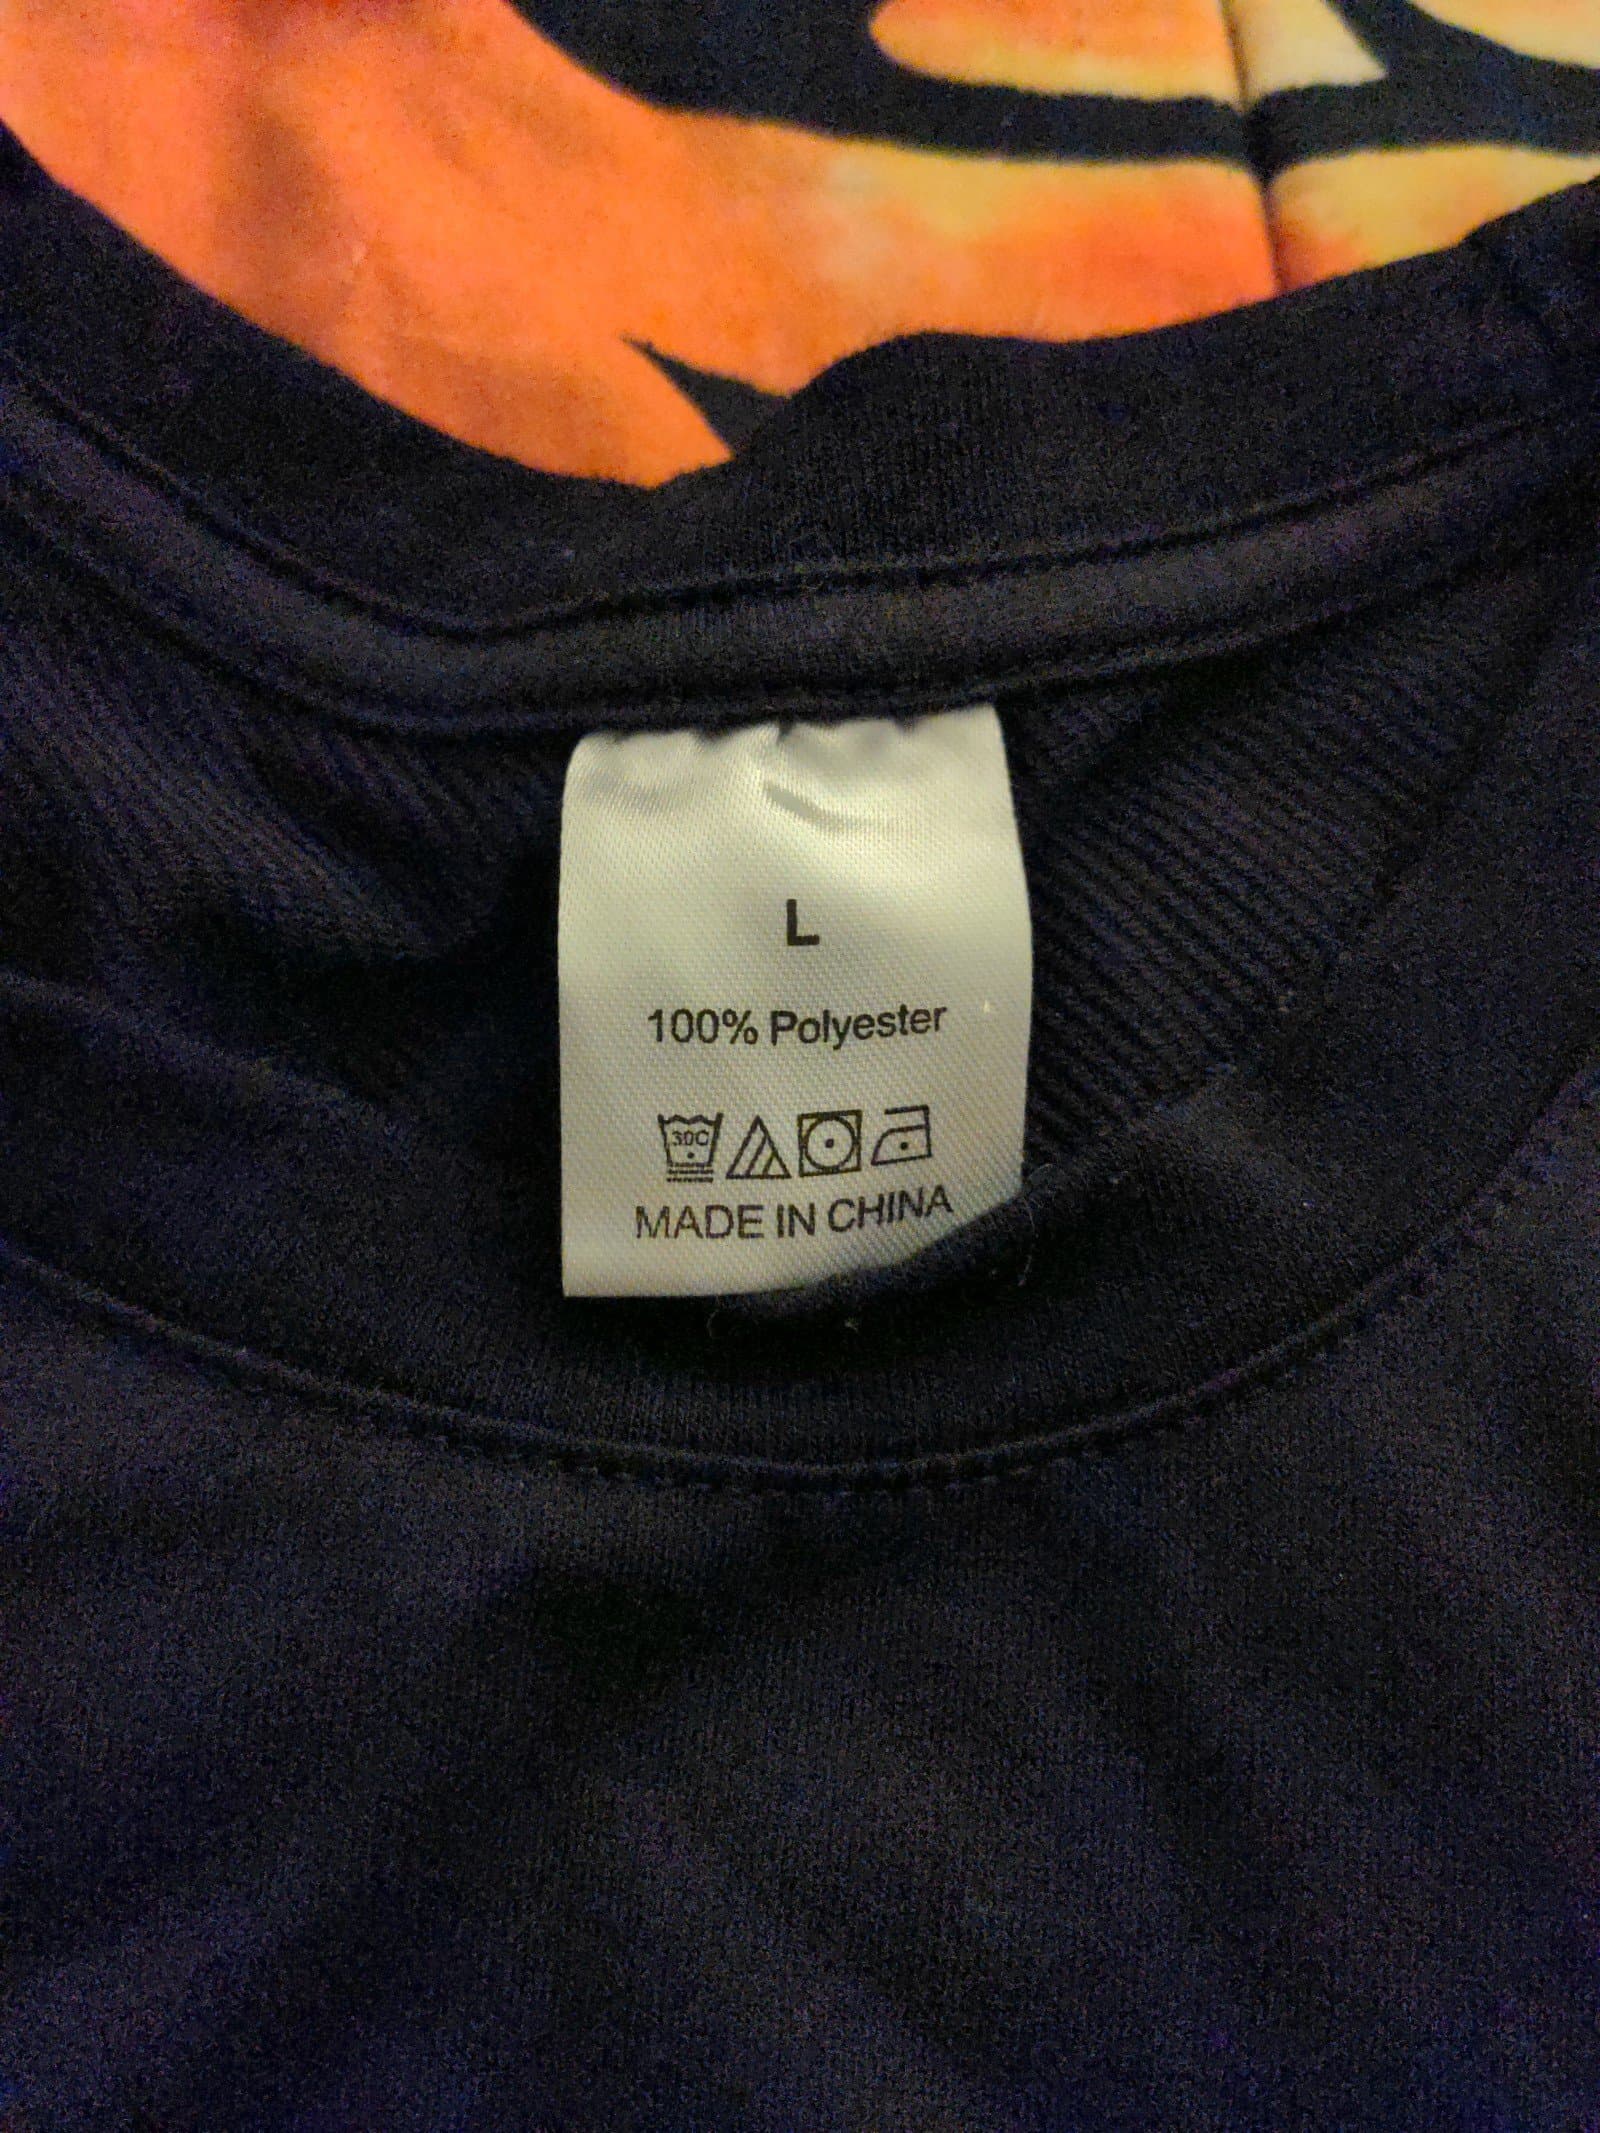 L
100% Polyester
30C
MADE IN CHINA